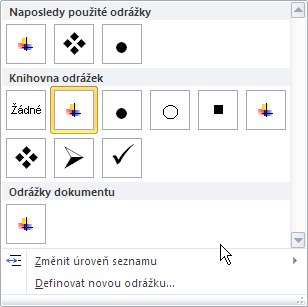 Naposledy použité odrážky
Knihovna odrážek
Žádné
Odrážky dokumentu
Změnit úroveň seznamu
Definovat novou odrážku...